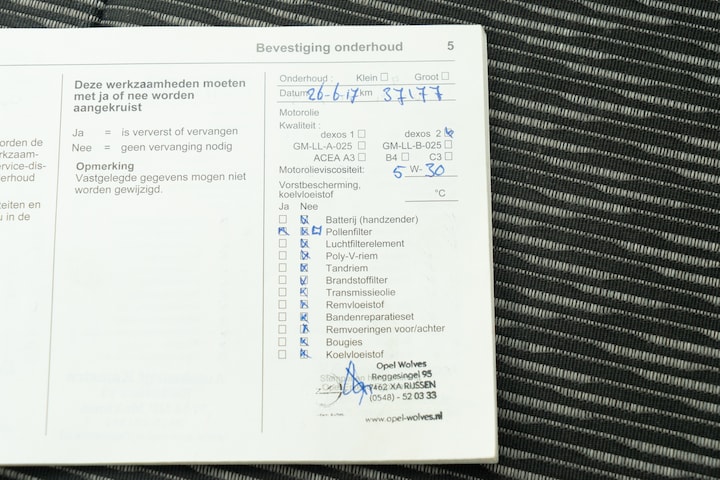 Bevestiging onderhoud 5
orden de
rkzaam-
ervice-dis-
erhoud
teiten en
u in de
Deze werkzaamheden moeten
met ja of nee worden
aangekruist
Ja = is ververst of vervangen
Nee = geen vervanging nodig
Opmerking
Vastgelegde gegevens mogen niet
worden gewijzigd.
Onderhoud : Klein Groot
Datum 26-6-17 km 37177
Motorolie
Kwaliteit :
dexos 1 dexos 2
GM-LL-A-025 GM-LL-B-025
ACEA A3 B4 C3
Motorolieviscositeit: 5 W- 30
Vorstbescherming,
koelvloeistof °C
Ja Nee
Batterij (handzender)
Pollenfilter
Luchtfilterelement
Poly-V-riem
Tandriem
Brandstoffilter
Transmissieolie
Remvloeistof
Bandenreparatieset
Remvoeringen voor/achter
Bougies
Koelvloeistof
Opel Wolves
Reggesingel 95
7462 XA RIJSSEN
(0548) - 52 03 33
www.opel-wolves.nl